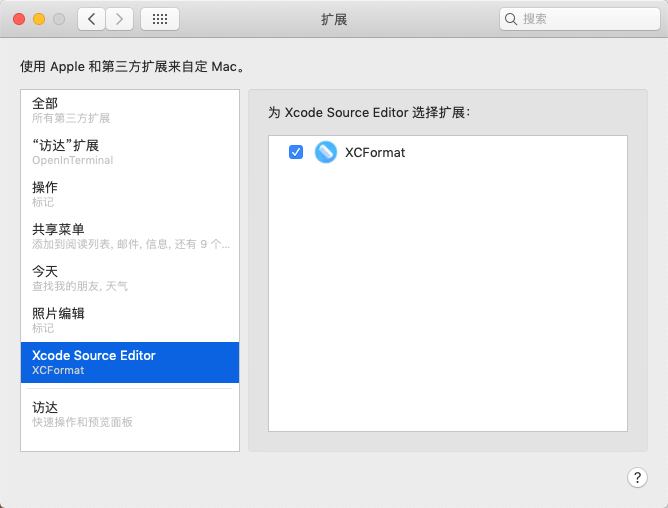 扩展
搜索
使用 Apple 和第三方扩展来自定 Mac。
全部
所有第三方扩展
“访达”扩展
OpenInTerminal
操作
标记
共享菜单
添加到阅读列表, 邮件, 信息, 还有 9 个...
今天
查找我的朋友, 天气
照片编辑
标记
Xcode Source Editor
XCFormat
访达
快速操作和预览面板
为 Xcode Source Editor 选择扩展：
XCFormat
?